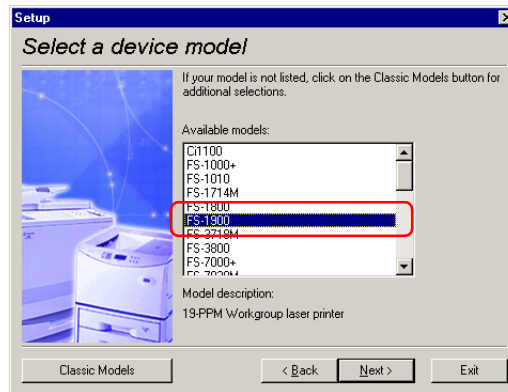 Setup
Select a device model
If your model is not listed, click on the Classic Models button for
additional selections.
Available models:
Ci1100
FS-1000+
FS-1010
FS-1714M
FS-1800
FS-1900
FS-3718M
FS-3800
FS-7000+
FS-7028M
Model description:
19-PPM Workgroup laser printer
Classic Models
< Back
Next >
Exit